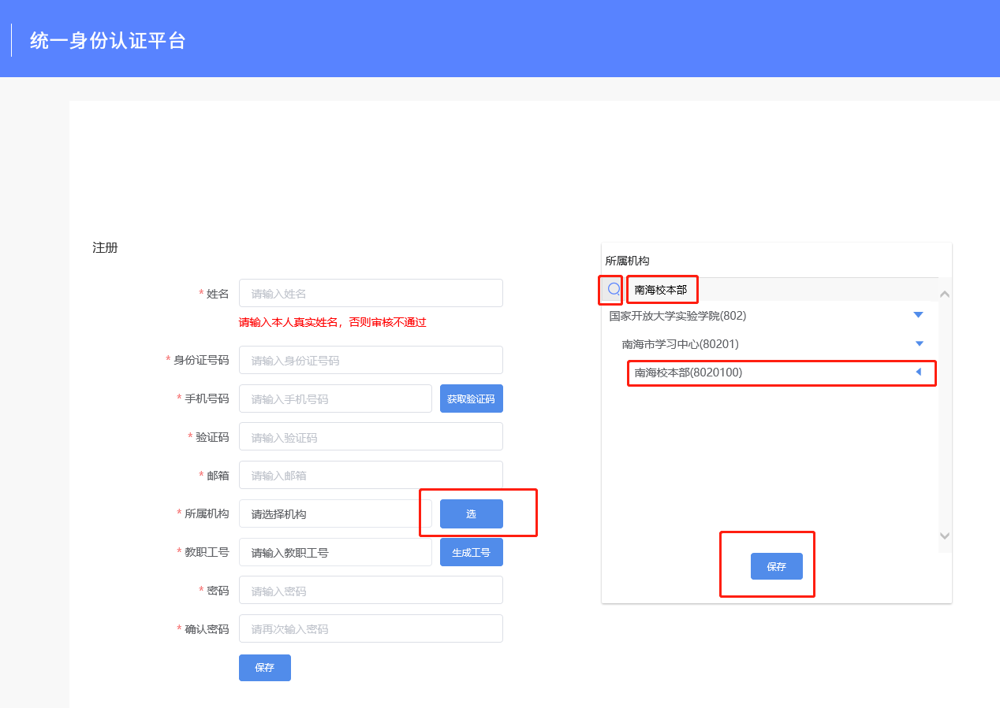 统一身份认证平台
注册
* 姓名 请输入姓名
请输入本人真实姓名，否则审核不通过
* 身份证号码 请输入身份证号码
* 手机号码 请输入手机号码 获取验证码
* 验证码 请输入验证码
* 邮箱 请输入邮箱
* 所属机构 请选择机构 选
* 教职工号 请输入教职工号 生成工号
* 密码 请输入密码
* 确认密码 请再次输入密码
保存
所属机构
南海校本部
国家开放大学实验学院(802)
南海市学习中心(80201)
南海校本部(8020100)
保存